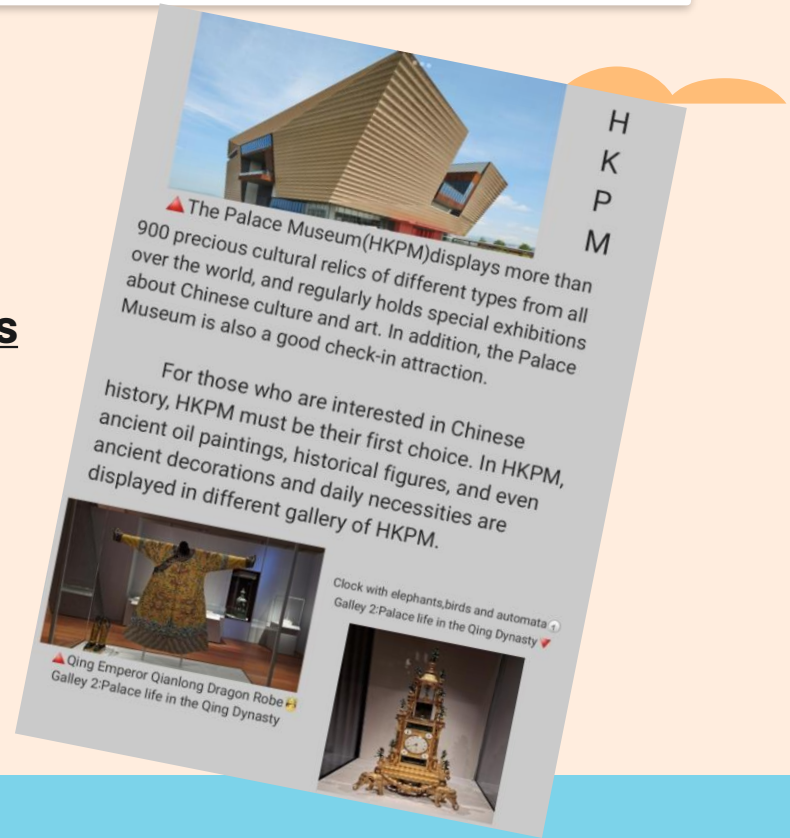 s
H
K
P
M
🔺The Palace Museum(HKPM)displays more than
900 precious cultural relics of different types from all
over the world, and regularly holds special exhibitions
about Chinese culture and art. In addition, the Palace
Museum is also a good check-in attraction.
For those who are interested in Chinese
history, HKPM must be their first choice. In HKPM,
ancient oil paintings, historical figures, and even
ancient decorations and daily necessities are
displayed in different gallery of HKPM.
Clock with elephants,birds and automata
Galley 2:Palace life in the Qing Dynasty🔻
🔺Qing Emperor Qianlong Dragon Robe
Galley 2:Palace life in the Qing Dynasty